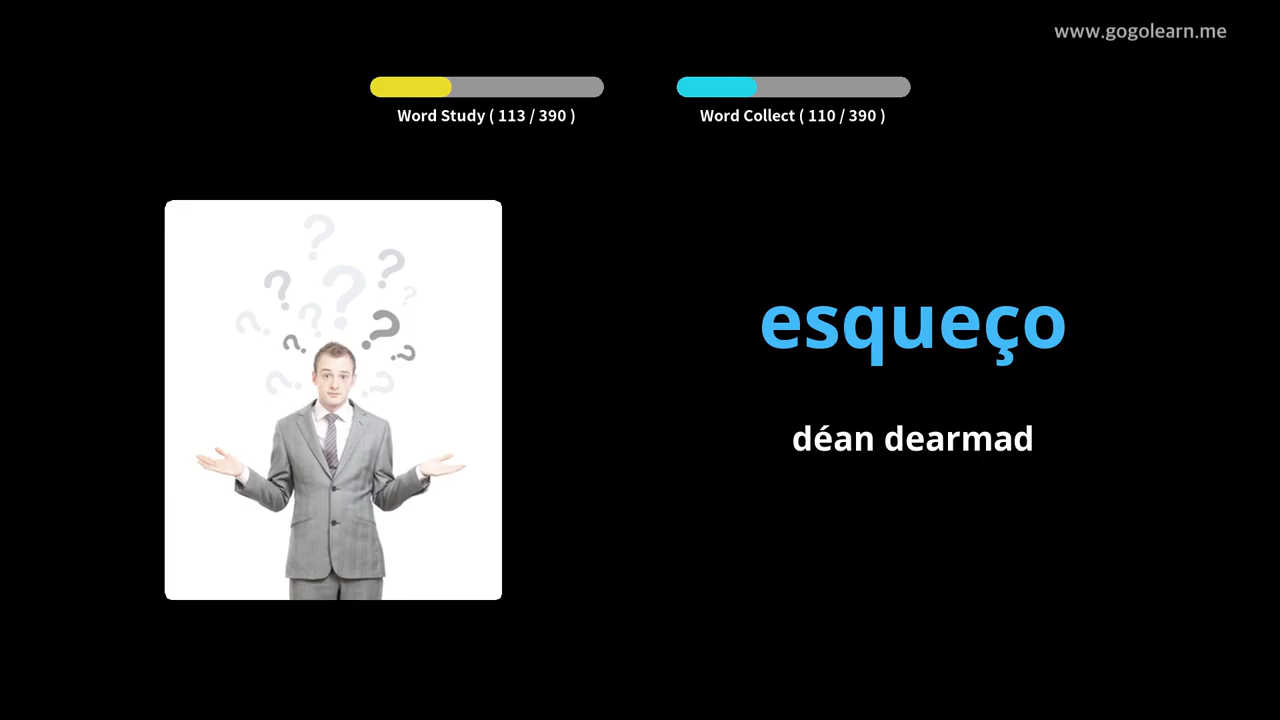 www.gogolearn.me
Word Study ( 113 / 390 )
Word Collect ( 110 / 390 )
esqueço
déan dearmad